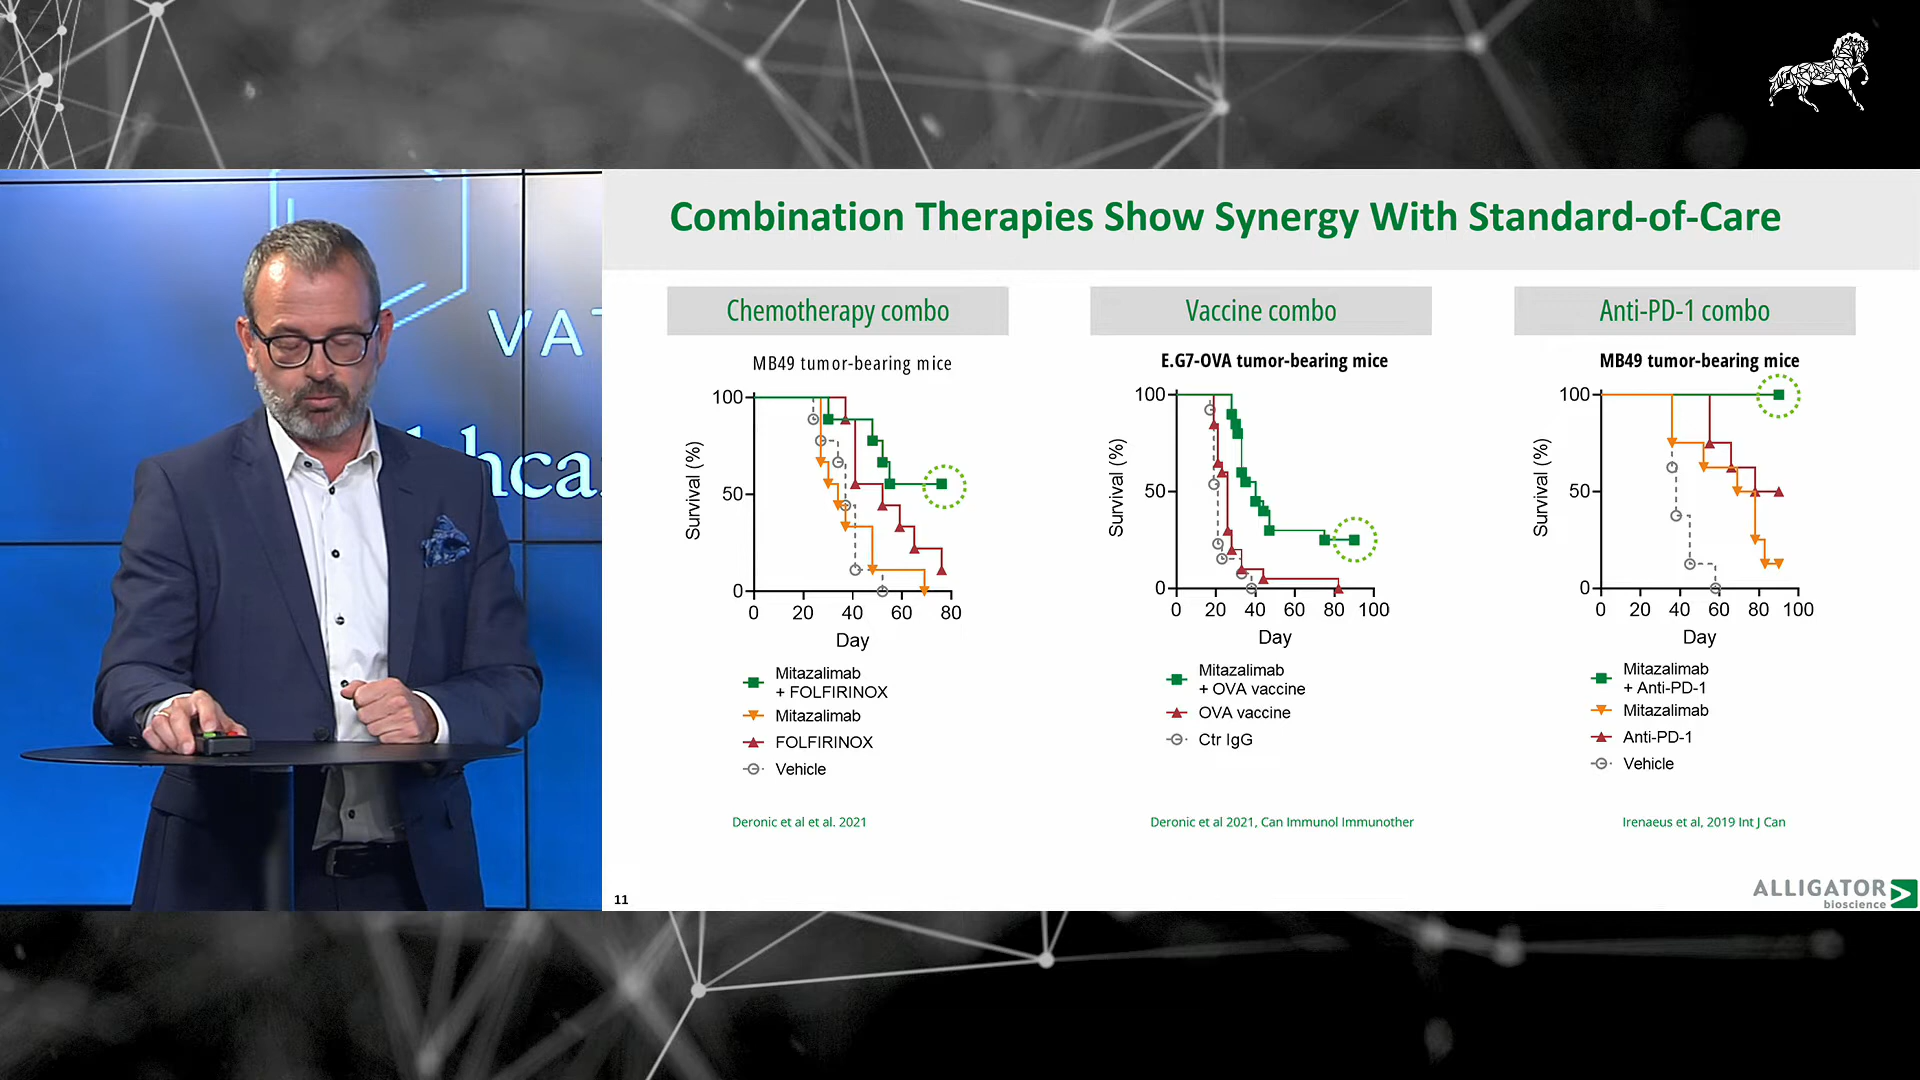 VAT
hca
Combination Therapies Show Synergy With Standard-of-Care
Chemotherapy combo
MB49 tumor-bearing mice
Survival (%)
100
50
0
0 20 40 60 80
Day
Mitazalimab
+ FOLFIRINOX
Mitazalimab
FOLFIRINOX
Vehicle
Deronic et al et al. 2021
Vaccine combo
E.G7-OVA tumor-bearing mice
Survival (%)
100
50
0
0 20 40 60 80 100
Day
Mitazalimab
+ OVA vaccine
OVA vaccine
Ctr IgG
Deronic et al 2021, Can Immunol Immunother
Anti-PD-1 combo
MB49 tumor-bearing mice
Survival (%)
100
50
0
0 20 40 60 80 100
Day
Mitazalimab
+ Anti-PD-1
Mitazalimab
Anti-PD-1
Vehicle
Irenaeus et al, 2019 Int J Can
11
ALLIGATOR
bioscience